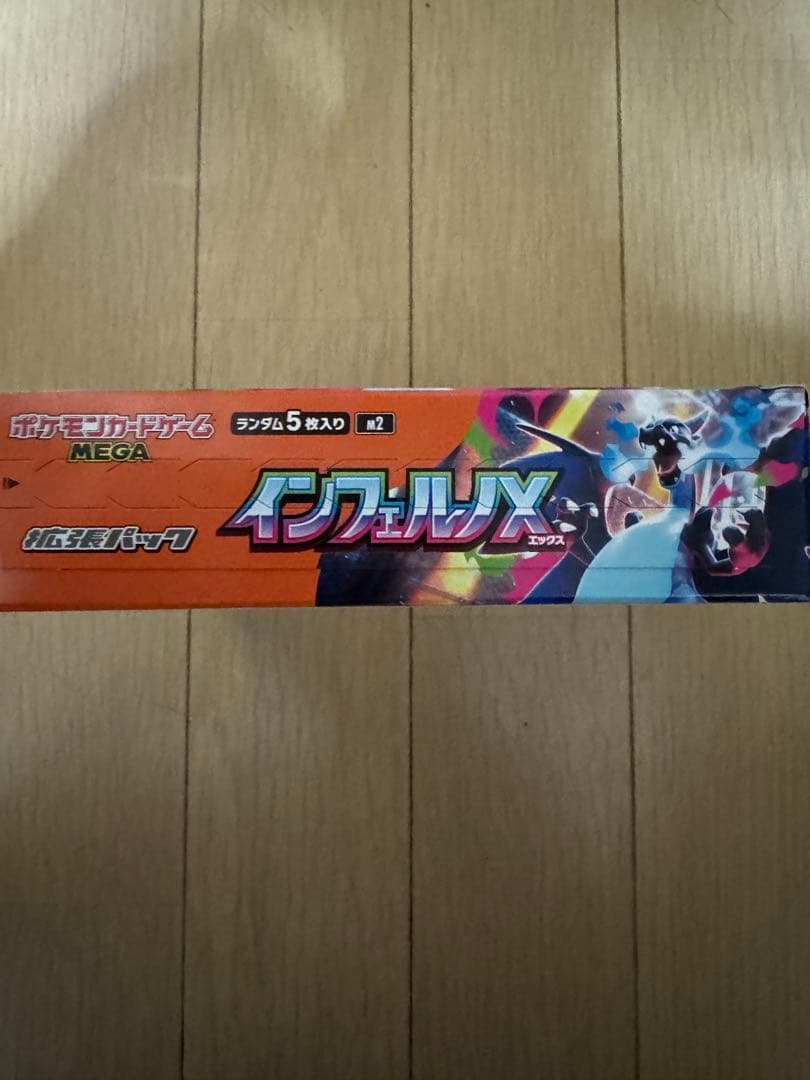 ポケモンカードゲーム
MEGA
ランダム5枚入り
M2
拡張パック
インフェルノX
エックス